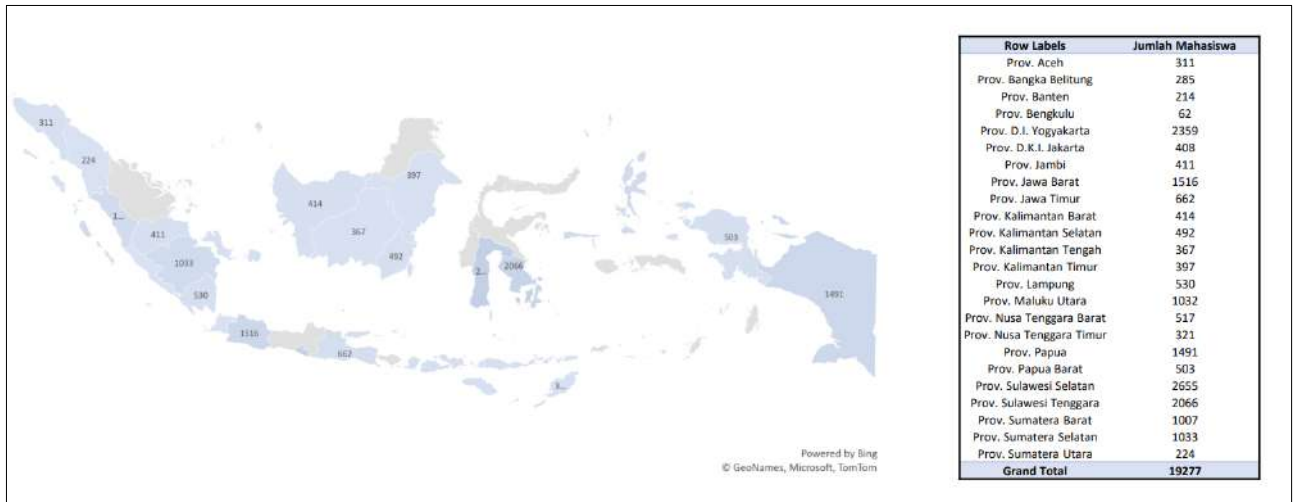 311
224
1...
411
1033
530
414
397
367
492
2...
2066
503
1491
1516
662
3...
Powered by Bing
© GeoNames, Microsoft, TomTom
Row Labels Jumlah Mahasiswa
Prov. Aceh 311
Prov. Bangka Belitung 285
Prov. Banten 214
Prov. Bengkulu 62
Prov. D.I. Yogyakarta 2359
Prov. D.K.I. Jakarta 408
Prov. Jambi 411
Prov. Jawa Barat 1516
Prov. Jawa Timur 662
Prov. Kalimantan Barat 414
Prov. Kalimantan Selatan 492
Prov. Kalimantan Tengah 367
Prov. Kalimantan Timur 397
Prov. Lampung 530
Prov. Maluku Utara 1032
Prov. Nusa Tenggara Barat 517
Prov. Nusa Tenggara Timur 321
Prov. Papua 1491
Prov. Papua Barat 503
Prov. Sulawesi Selatan 2655
Prov. Sulawesi Tenggara 2066
Prov. Sumatera Barat 1007
Prov. Sumatera Selatan 1033
Prov. Sumatera Utara 224
Grand Total 19277